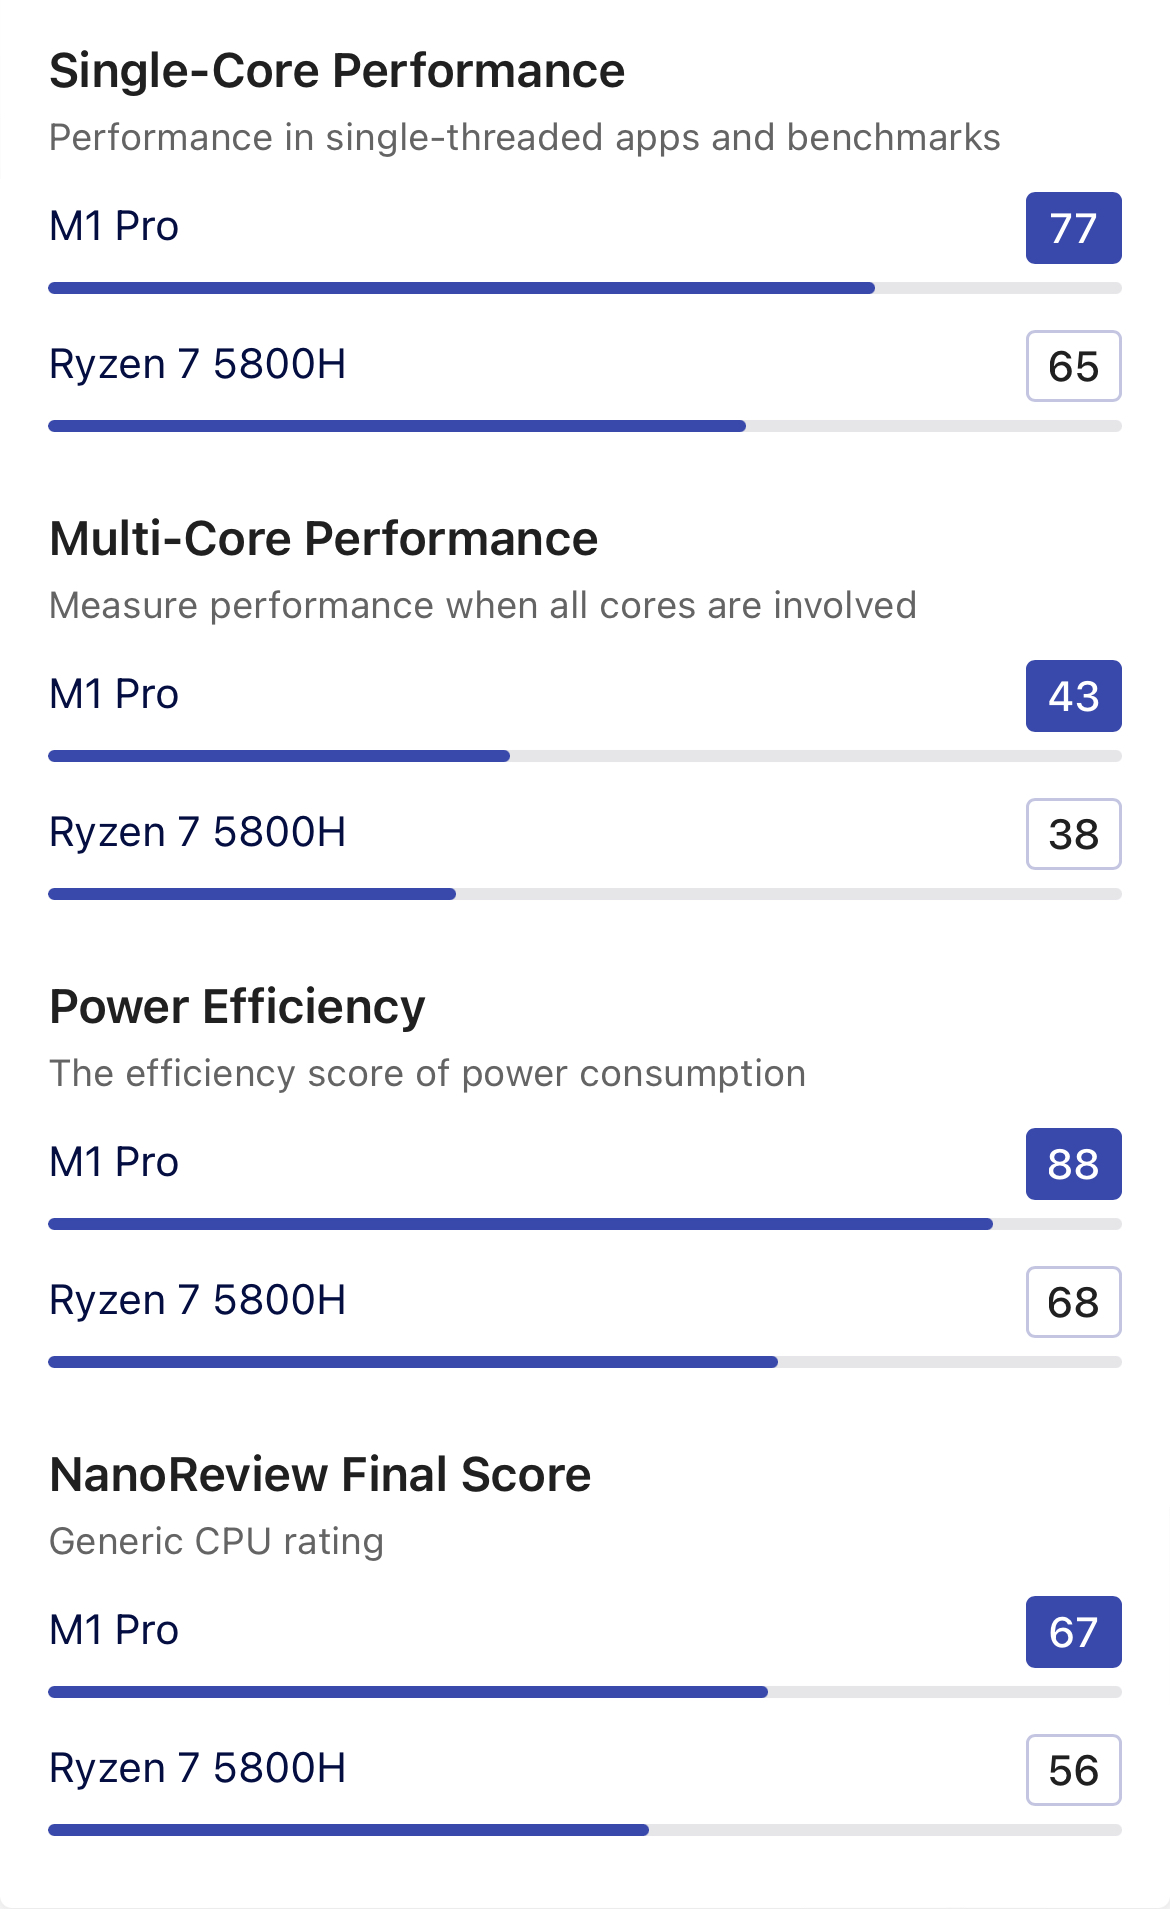 Single-Core Performance
Performance in single-threaded apps and benchmarks
M1 Pro 77
Ryzen 7 5800H 65
Multi-Core Performance
Measure performance when all cores are involved
M1 Pro 43
Ryzen 7 5800H 38
Power Efficiency
The efficiency score of power consumption
M1 Pro 88
Ryzen 7 5800H 68
NanoReview Final Score
Generic CPU rating
M1 Pro 67
Ryzen 7 5800H 56